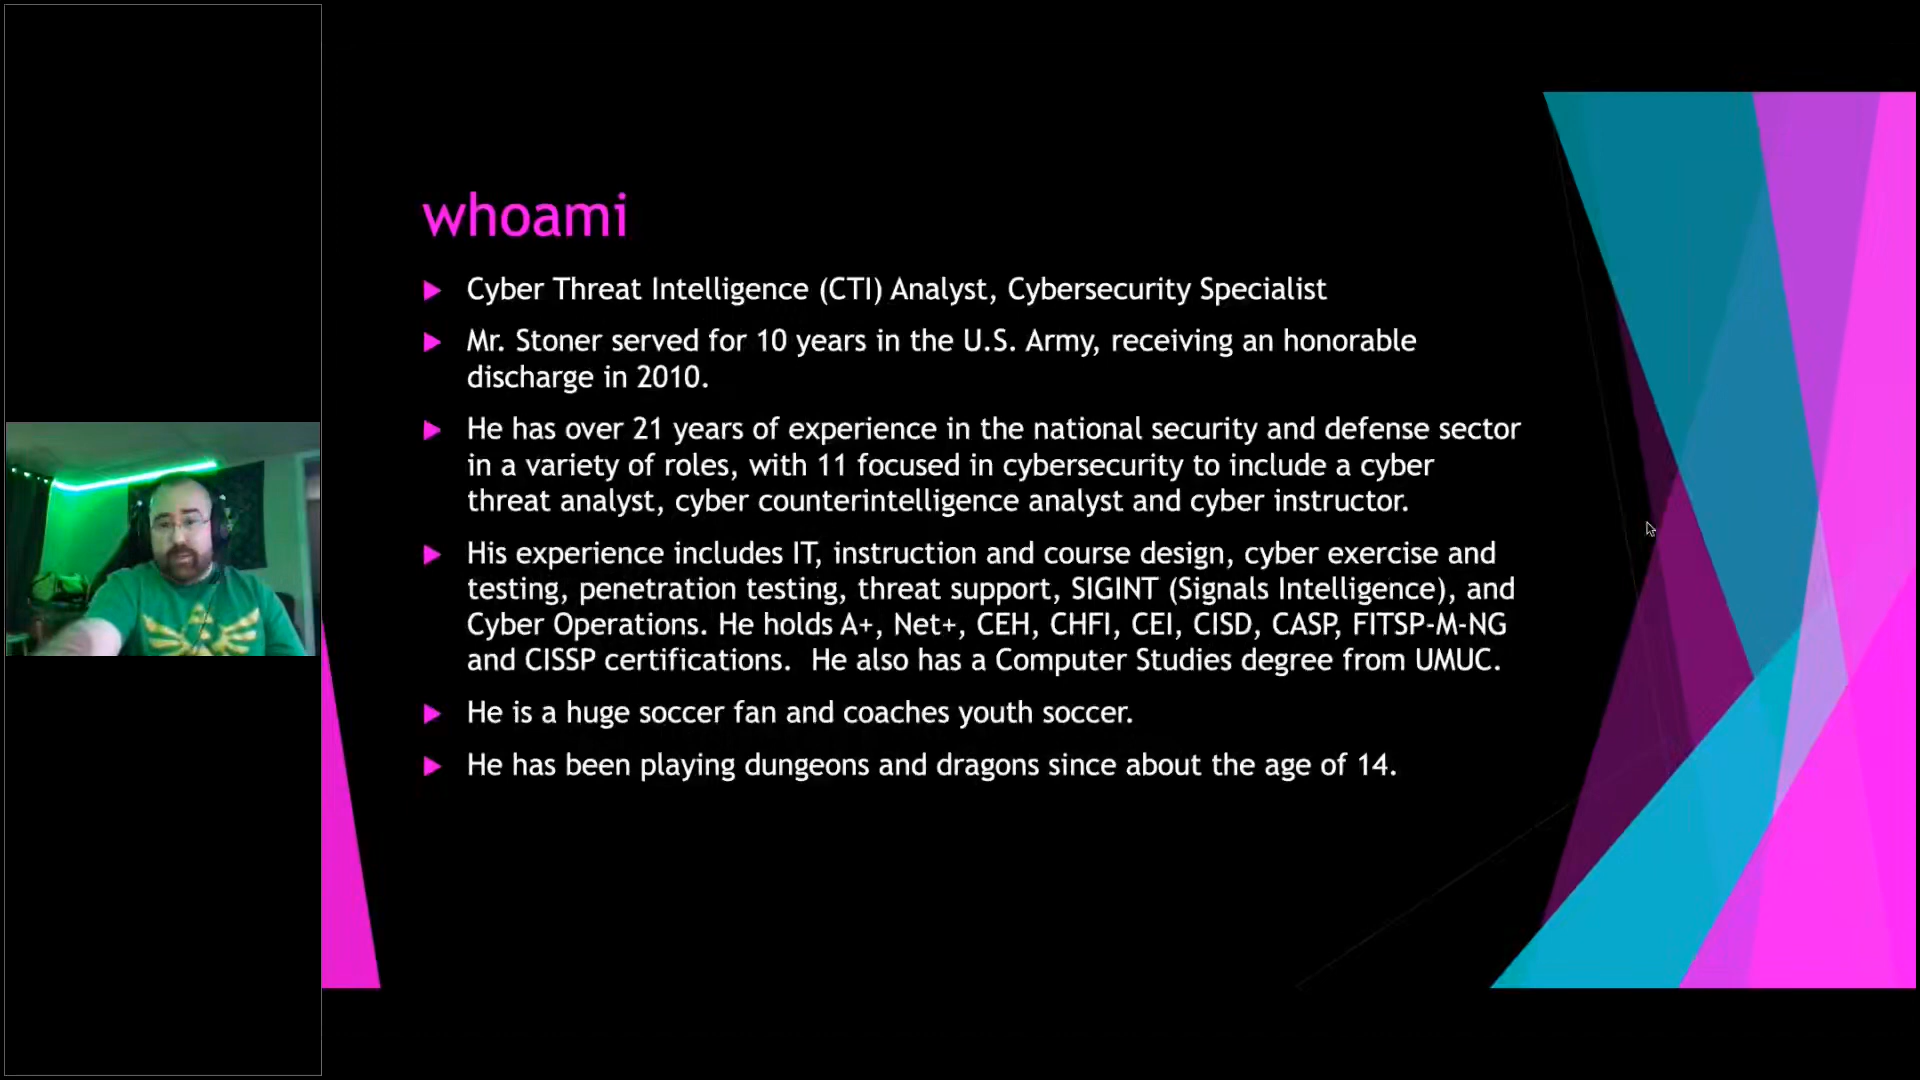 whoami
Cyber Threat Intelligence (CTI) Analyst, Cybersecurity Specialist
Mr. Stoner served for 10 years in the U.S. Army, receiving an honorable
discharge in 2010.
He has over 21 years of experience in the national security and defense sector
in a variety of roles, with 11 focused in cybersecurity to include a cyber
threat analyst, cyber counterintelligence analyst and cyber instructor.
His experience includes IT, instruction and course design, cyber exercise and
testing, penetration testing, threat support, SIGINT (Signals Intelligence), and
Cyber Operations. He holds A+, Net+, CEH, CHFI, CEI, CISD, CASP, FITSP-M-NG
and CISSP certifications.  He also has a Computer Studies degree from UMUC.
He is a huge soccer fan and coaches youth soccer.
He has been playing dungeons and dragons since about the age of 14.